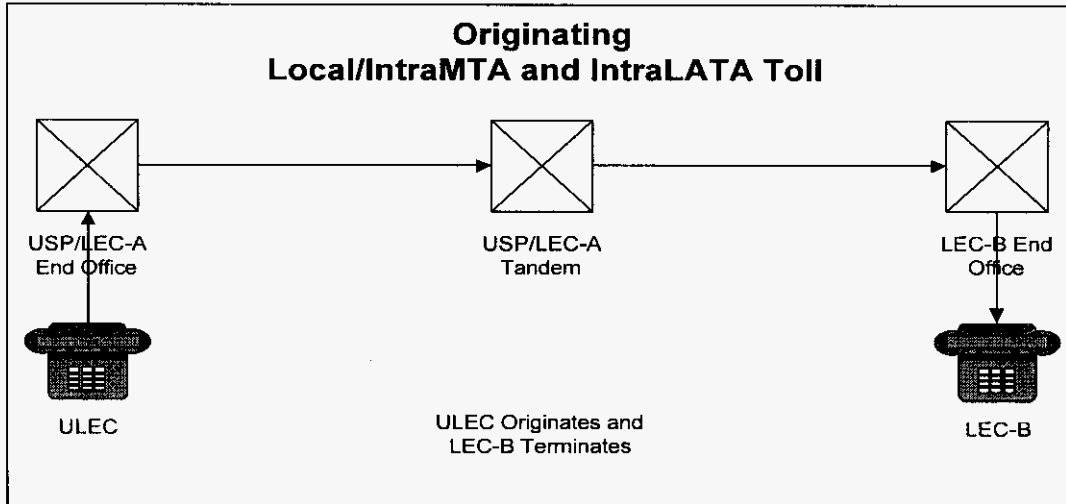 Originating
Local/IntraMTA and IntraLATA Toll
USP/LEC-A
End Office
USP/LEC-A
Tandem
LEC-B End
Office
ULEC
ULEC Originates and
LEC-B Terminates
LEC-B